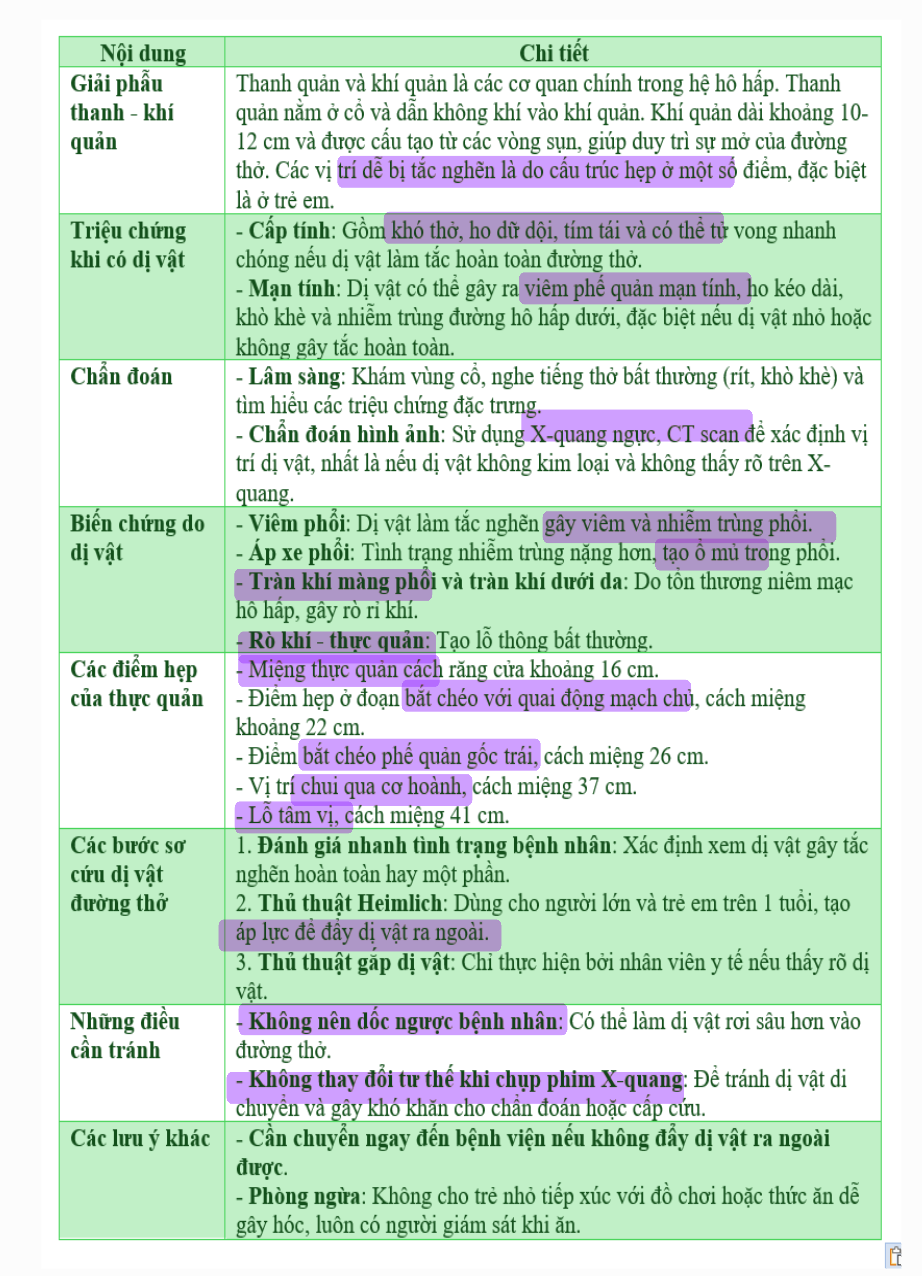 Nội dung
Chi tiết
Giải phẫu
thanh - khí
quản
Thanh quản và khí quản là các cơ quan chính trong hệ hô hấp. Thanh
quản nằm ở cổ và dẫn không khí vào khí quản. Khí quản dài khoảng 10-
12 cm và được cấu tạo từ các vòng sụn, giúp duy trì sự mở của đường
thở. Các vị trí dễ bị tắc nghẽn là do cấu trúc hẹp ở một số điểm, đặc biệt
là ở trẻ em.
Triệu chứng
khi có dị vật
- Cấp tính: Gồm khó thở, ho dữ dội, tím tái và có thể tử vong nhanh
chóng nếu dị vật làm tắc hoàn toàn đường thở.
- Mạn tính: Dị vật có thể gây ra viêm phế quản mạn tính, ho kéo dài,
khò khè và nhiễm trùng đường hô hấp dưới, đặc biệt nếu dị vật nhỏ hoặc
không gây tắc hoàn toàn.
Chẩn đoán
- Lâm sàng: Khám vùng cổ, nghe tiếng thở bất thường (rít, khò khè) và
tìm hiểu các triệu chứng đặc trưng.
- Chẩn đoán hình ảnh: Sử dụng X-quang ngực, CT scan để xác định vị
trí dị vật, nhất là nếu dị vật không kim loại và không thấy rõ trên X-
quang.
Biến chứng do
dị vật
- Viêm phổi: Dị vật làm tắc nghẽn gây viêm và nhiễm trùng phổi.
- Áp xe phổi: Tình trạng nhiễm trùng nặng hơn, tạo ổ mủ trong phổi.
- Tràn khí màng phổi và tràn khí dưới da: Do tổn thương niêm mạc
hô hấp, gây rò rỉ khí.
- Rò khí - thực quản: Tạo lỗ thông bất thường.
Các điểm hẹp
của thực quản
- Miệng thực quản cách răng cửa khoảng 16 cm.
- Điểm hẹp ở đoạn bắt chéo với quai động mạch chủ, cách miệng
khoảng 22 cm.
- Điểm bắt chéo phế quản gốc trái, cách miệng 26 cm.
- Vị trí chui qua cơ hoành, cách miệng 37 cm.
- Lỗ tâm vị, cách miệng 41 cm.
Các bước sơ
cứu dị vật
đường thở
1. Đánh giá nhanh tình trạng bệnh nhân: Xác định xem dị vật gây tắc
nghẽn hoàn toàn hay một phần.
2. Thủ thuật Heimlich: Dùng cho người lớn và trẻ em trên 1 tuổi, tạo
áp lực để đẩy dị vật ra ngoài.
3. Thủ thuật gắp dị vật: Chỉ thực hiện bởi nhân viên y tế nếu thấy rõ dị
vật.
Những điều
cần tránh
- Không nên dốc ngược bệnh nhân: Có thể làm dị vật rơi sâu hơn vào
đường thở.
- Không thay đổi tư thế khi chụp phim X-quang: Để tránh dị vật di
chuyển và gây khó khăn cho chẩn đoán hoặc cấp cứu.
Các lưu ý khác
- Cần chuyển ngay đến bệnh viện nếu không đẩy dị vật ra ngoài
được.
- Phòng ngừa: Không cho trẻ nhỏ tiếp xúc với đồ chơi hoặc thức ăn dễ
gây hóc, luôn có người giám sát khi ăn.